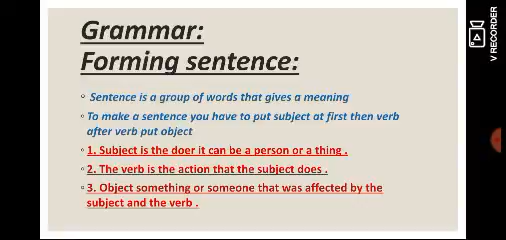 Grammar:
Forming sentence:
Sentence is a group of words that gives a meaning
To make a sentence you have to put subject at first then verb
after verb put object
1. Subject is the doer it can be a person or a thing .
2. The verb is the action that the subject does .
3. Object something or someone that was affected by the
subject and the verb .
V RECORDER